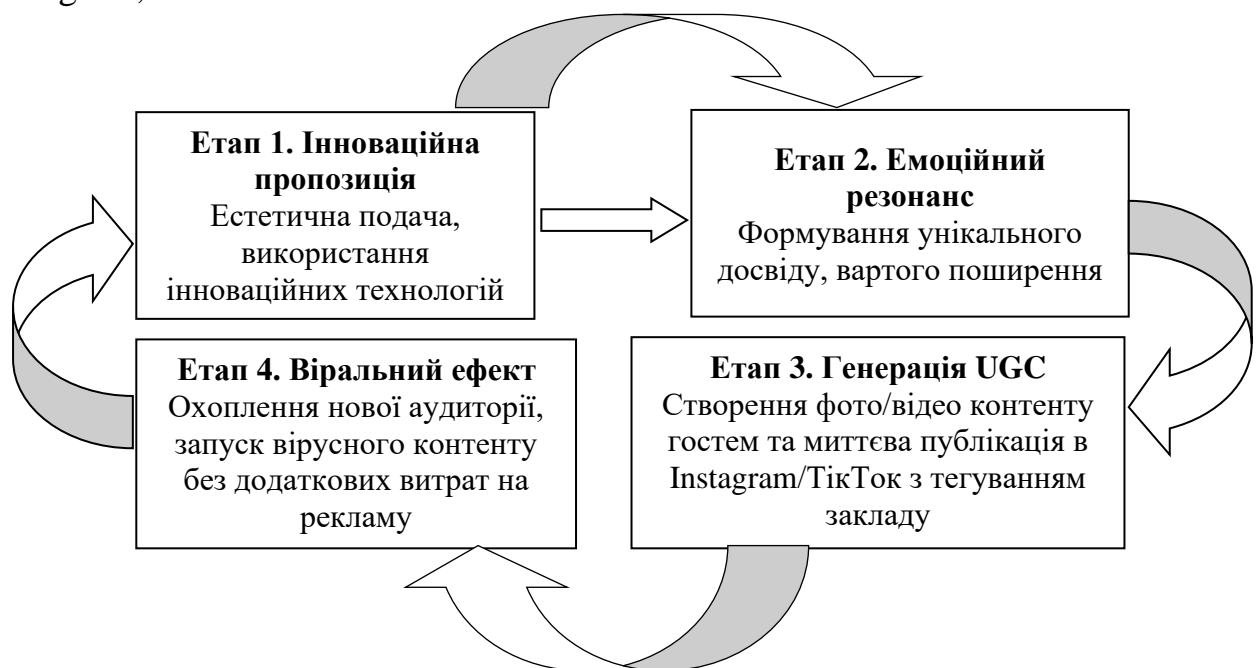 Етап 1. Інноваційна
пропозиція
Естетична подача,
використання
інноваційних технологій
Етап 2. Емоційний
резонанс
Формування унікального
досвіду, вартого поширення
Етап 4. Віральний ефект
Охоплення нової аудиторії,
запуск вірусного контенту
без додаткових витрат на
рекламу
Етап 3. Генерація UGC
Створення фото/відео контенту
гостем та миттєва публікація в
Instagram/ТікТок з тегуванням
закладу